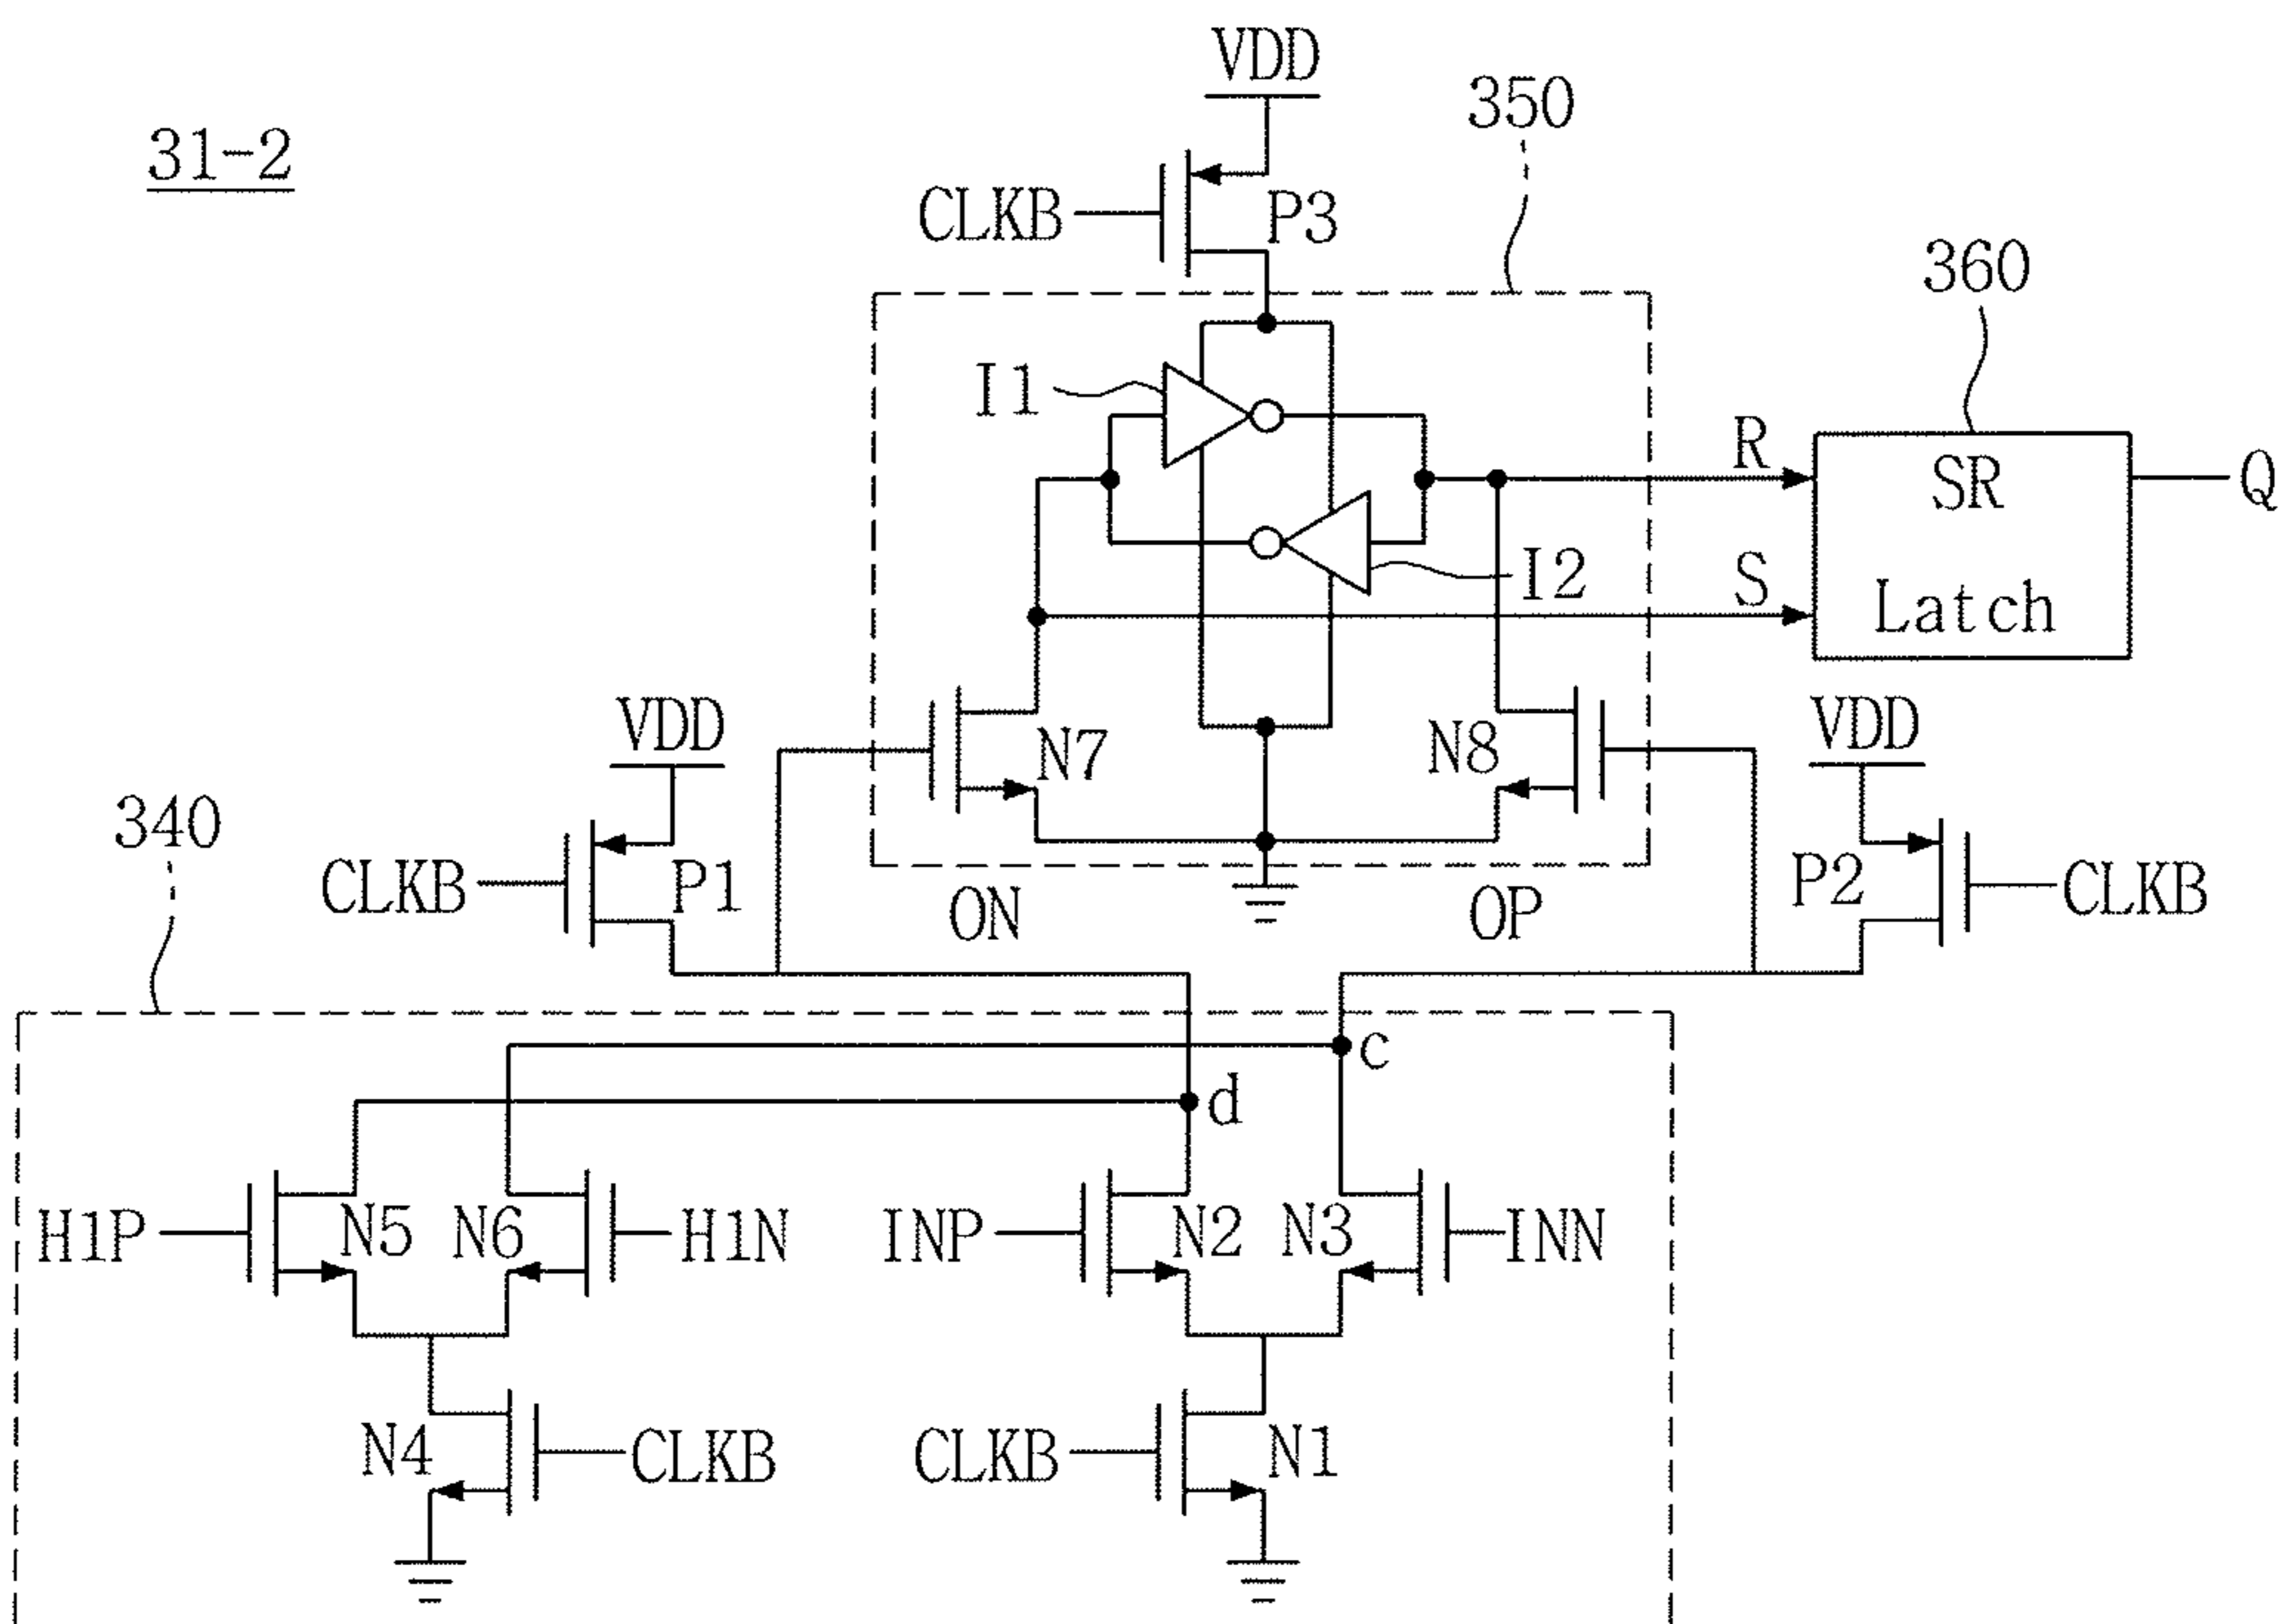 VDD
350
31-2
CLKB
P3
360
I1
R
SR
Q
I2
S
Latch
VDD
N7
N8
VDD
340
CLKB
P1
ON
OP
P2
CLKB
c
d
H1P
N5
N6
H1N
INP
N2
N3
INN
N4
CLKB
CLKB
N1